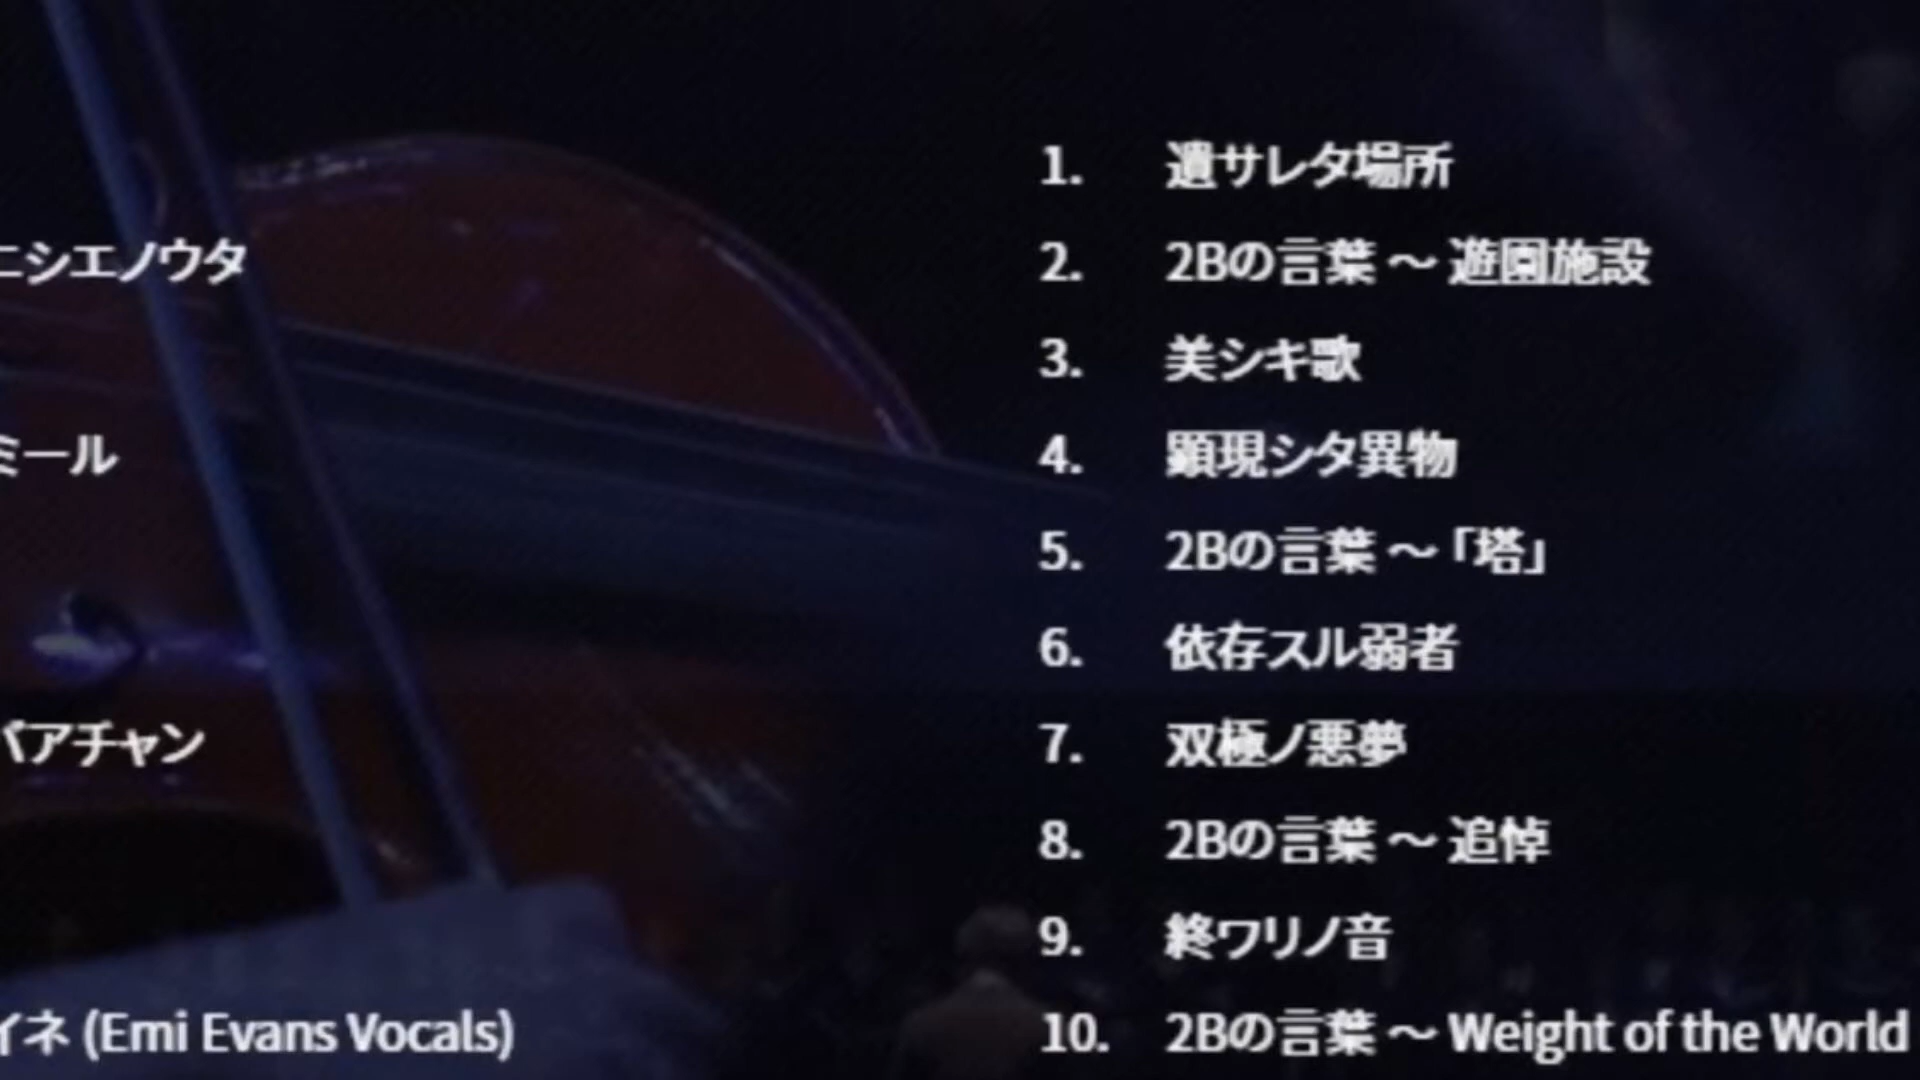 ニシエノウタ
ミール
バアチャン
イネ (Emi Evans Vocals)
1. 遺サレタ場所
2. 2Bの言葉 ～ 遊園施設
3. 美シキ歌
4. 顕現シタ異物
5. 2Bの言葉 ～「塔」
6. 依存スル弱者
7. 双極ノ悪夢
8. 2Bの言葉 ～ 追悼
9. 終ワリノ音
10. 2Bの言葉 ～ Weight of the World